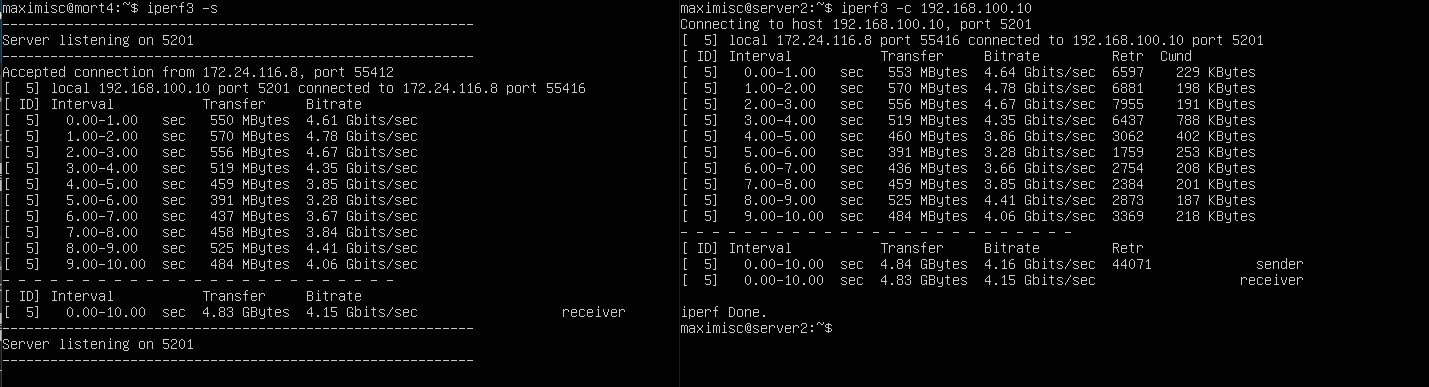 maximisc@mort4:~$ iperf3 -s
-----------------------------------------------------------
Server listening on 5201
-----------------------------------------------------------
Accepted connection from 172.24.116.8, port 55412
[  5] local 192.168.100.10 port 5201 connected to 172.24.116.8 port 55416
[ ID] Interval           Transfer     Bitrate
[  5]   0.00-1.00   sec   550 MBytes  4.61 Gbits/sec
[  5]   1.00-2.00   sec   570 MBytes  4.78 Gbits/sec
[  5]   2.00-3.00   sec   556 MBytes  4.67 Gbits/sec
[  5]   3.00-4.00   sec   519 MBytes  4.35 Gbits/sec
[  5]   4.00-5.00   sec   459 MBytes  3.85 Gbits/sec
[  5]   5.00-6.00   sec   391 MBytes  3.28 Gbits/sec
[  5]   6.00-7.00   sec   437 MBytes  3.67 Gbits/sec
[  5]   7.00-8.00   sec   458 MBytes  3.84 Gbits/sec
[  5]   8.00-9.00   sec   525 MBytes  4.41 Gbits/sec
[  5]   9.00-10.00  sec   484 MBytes  4.06 Gbits/sec
- - - - - - - - - - - - - - - - - - - - - - - - -
[ ID] Interval           Transfer     Bitrate
[  5]   0.00-10.00  sec  4.83 GBytes  4.15 Gbits/sec                  receiver
-----------------------------------------------------------
Server listening on 5201
-----------------------------------------------------------
maximisc@server2:~$ iperf3 -c 192.168.100.10
Connecting to host 192.168.100.10, port 5201
[  5] local 172.24.116.8 port 55416 connected to 192.168.100.10 port 5201
[ ID] Interval           Transfer     Bitrate         Retr  Cwnd
[  5]   0.00-1.00   sec   553 MBytes  4.64 Gbits/sec  6597    229 KBytes
[  5]   1.00-2.00   sec   570 MBytes  4.78 Gbits/sec  6881    198 KBytes
[  5]   2.00-3.00   sec   556 MBytes  4.67 Gbits/sec  7955    191 KBytes
[  5]   3.00-4.00   sec   519 MBytes  4.35 Gbits/sec  6437    788 KBytes
[  5]   4.00-5.00   sec   460 MBytes  3.86 Gbits/sec  3062    402 KBytes
[  5]   5.00-6.00   sec   391 MBytes  3.28 Gbits/sec  1759    253 KBytes
[  5]   6.00-7.00   sec   436 MBytes  3.66 Gbits/sec  2754    208 KBytes
[  5]   7.00-8.00   sec   459 MBytes  3.85 Gbits/sec  2384    201 KBytes
[  5]   8.00-9.00   sec   525 MBytes  4.41 Gbits/sec  2873    187 KBytes
[  5]   9.00-10.00  sec   484 MBytes  4.06 Gbits/sec  3369    218 KBytes
- - - - - - - - - - - - - - - - - - - - - - - - -
[ ID] Interval           Transfer     Bitrate         Retr
[  5]   0.00-10.00  sec  4.84 GBytes  4.16 Gbits/sec  44071             sender
[  5]   0.00-10.00  sec  4.83 GBytes  4.15 Gbits/sec                  receiver
iperf Done.
maximisc@server2:~$